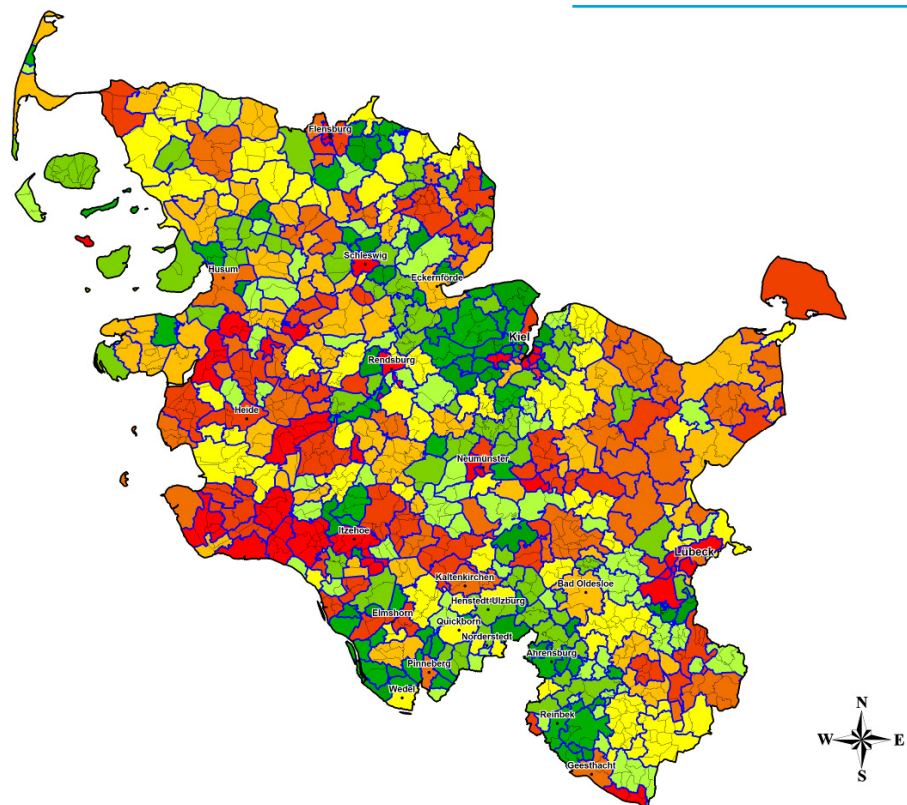 Flensburg
Schleswig
Husum
Eckernförde
Kiel
Rendsburg
Heide
Neumünster
Itzehoe
Lübeck
Kaltenkirchen
Bad Oldesloe
Henstedt-Ulzburg
Elmshorn
Quickborn
Norderstedt
Ahrensburg
Pinneberg
Wedel
Reinbek
Geesthacht
N
W E
S